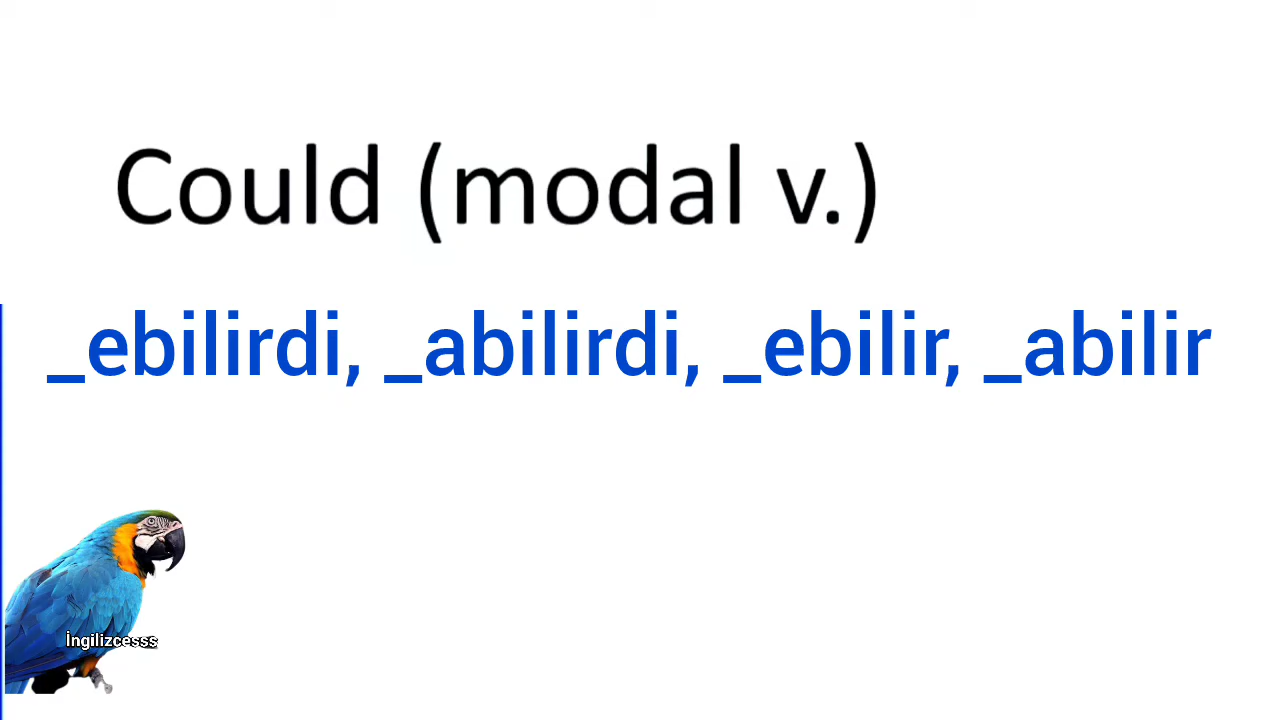 Could (modal v.)
_ebilirdi, _abilirdi, _ebilir, _abilir
İngilizcesss